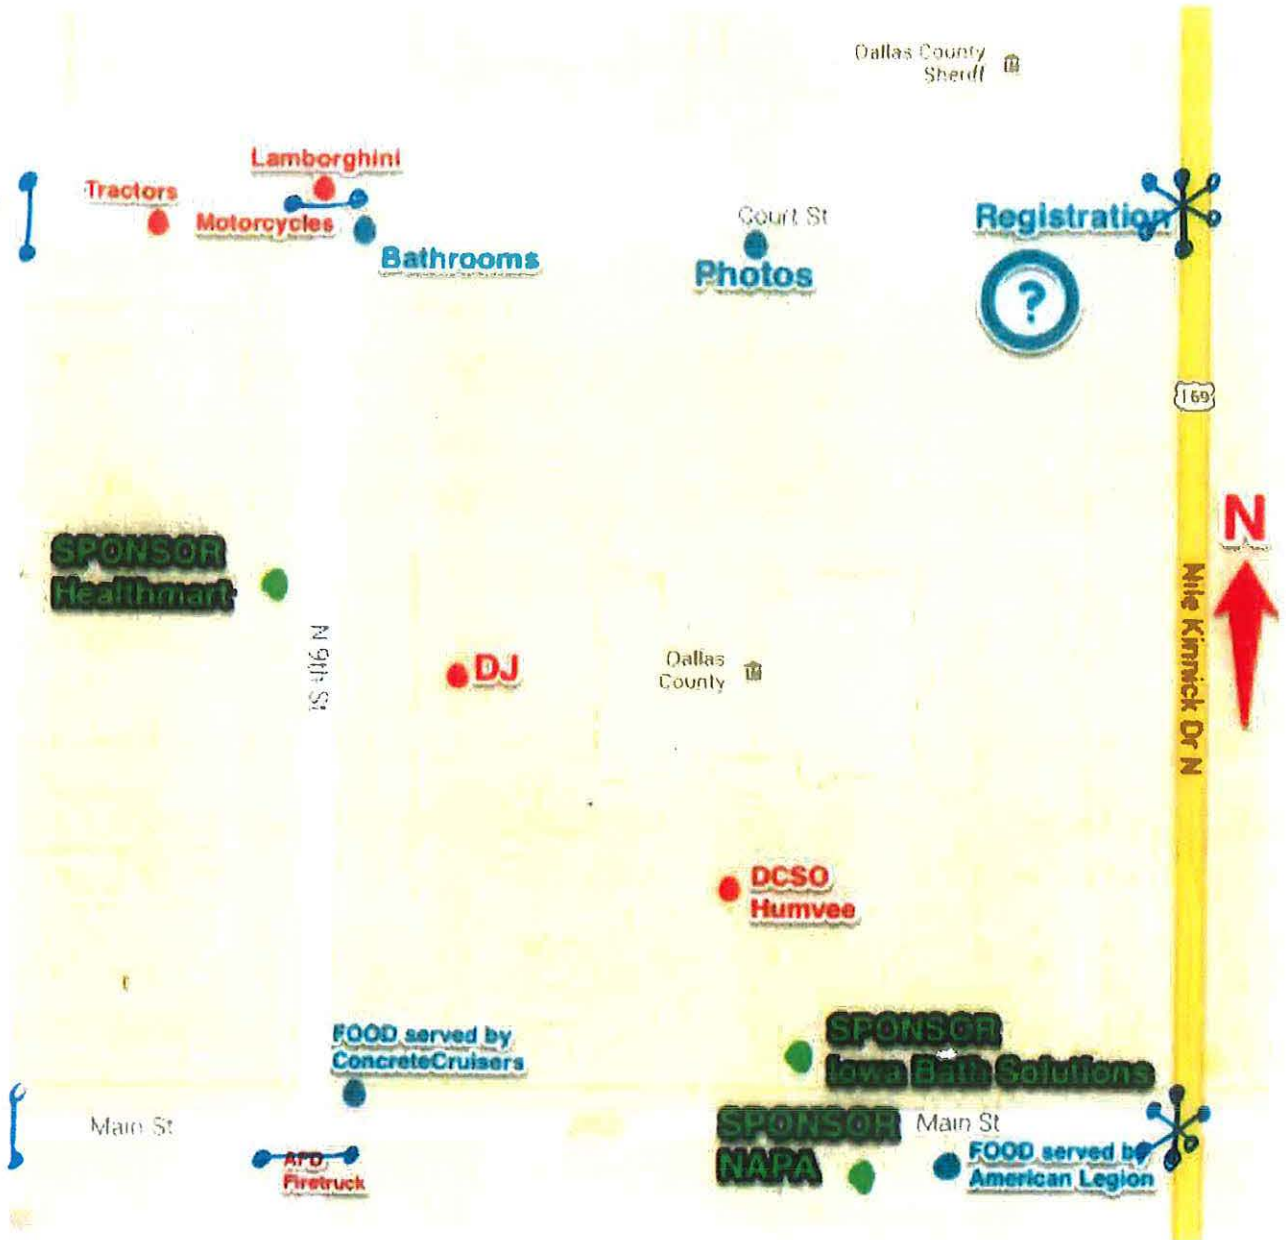 Dallas County
Sheriff
Lamborghini
Tractors
Motorcycles
Bathrooms
Court St
Photos
Registration
?
169
N
SPONSOR
Healthmart
N 9th St
DJ
Dallas
County
Nile Kinnick Dr N
DCSO
Humvee
FOOD served by
ConcreteCruisers
SPONSOR
Iowa Bath Solutions
Main St
AFD
Firetruck
SPONSOR
NAPA
Main St
FOOD served by
American Legion